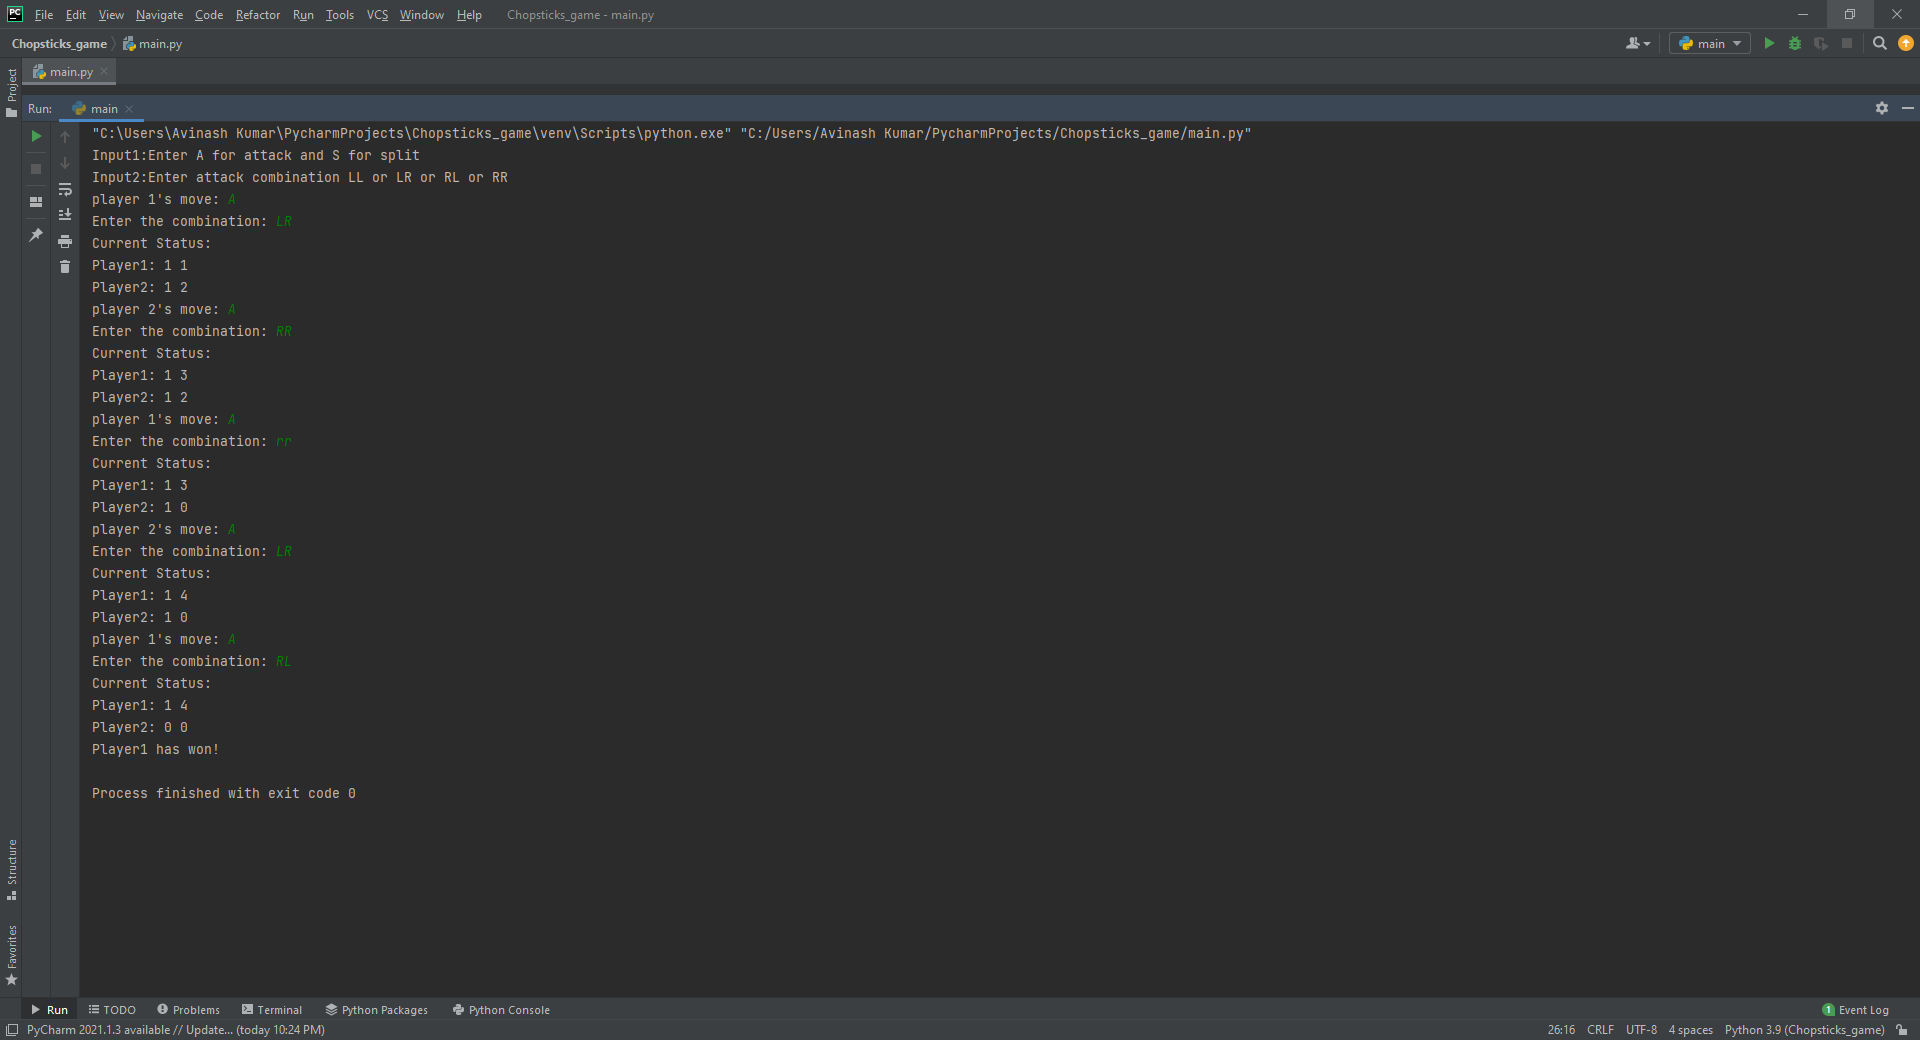 PC File Edit View Navigate Code Refactor Run Tools VCS Window Help Chopsticks_game - main.py
Chopsticks_game main.py main
Project
main.py
Run: main
"C:\Users\Avinash Kumar\PycharmProjects\Chopsticks_game\venv\Scripts\python.exe" "C:/Users/Avinash Kumar/PycharmProjects/Chopsticks_game/main.py"
Input1:Enter A for attack and S for split
Input2:Enter attack combination LL or LR or RL or RR
player 1's move: A
Enter the combination: LR
Current Status:
Player1: 1 1
Player2: 1 2
player 2's move: A
Enter the combination: RR
Current Status:
Player1: 1 3
Player2: 1 2
player 1's move: A
Enter the combination: rr
Current Status:
Player1: 1 3
Player2: 1 0
player 2's move: A
Enter the combination: LR
Current Status:
Player1: 1 4
Player2: 1 0
player 1's move: A
Enter the combination: RL
Current Status:
Player1: 1 4
Player2: 0 0
Player1 has won!
Process finished with exit code 0
Structure
Favorites
Run TODO Problems Terminal Python Packages Python Console 1 Event Log
PyCharm 2021.1.3 available // Update... (today 10:24 PM) 26:16 CRLF UTF-8 4 spaces Python 3.9 (Chopsticks_game)